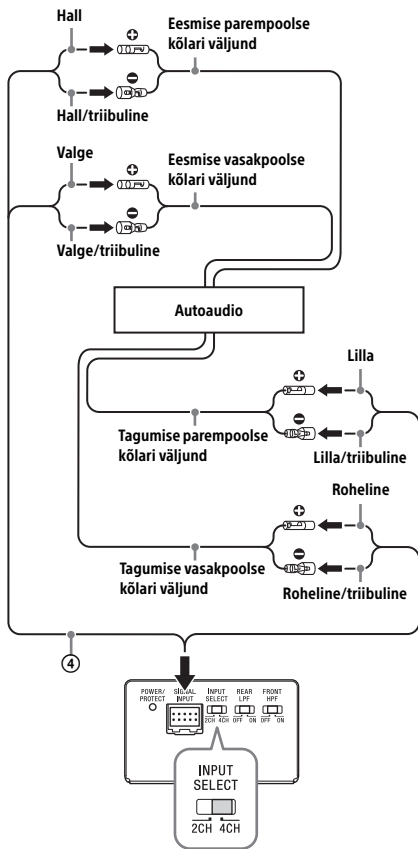 Hall
Eesmise parempoolse
kõlari väljund
Hall/triibuline
Valge
Eesmise vasakpoolse
kõlari väljund
Valge/triibuline
Autoaudio
Lilla
Tagumise parempoolse
kõlari väljund
Lilla/triibuline
Roheline
Tagumise vasakpoolse
kõlari väljund
Roheline/triibuline
④
POWER/
PROTECT
SIGNAL
INPUT
INPUT
SELECT
2CH 4CH
REAR
LPF
OFF ON
FRONT
HPF
OFF ON
INPUT
SELECT
2CH 4CH